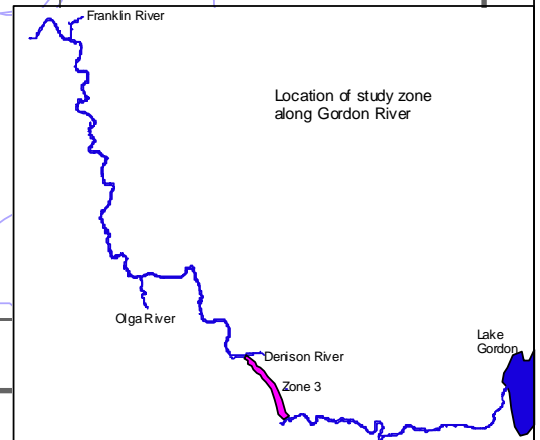 Franklin River
Location of study zone
along Gordon River
Olga River
Lake
Gordon
Denison River
Zone 3